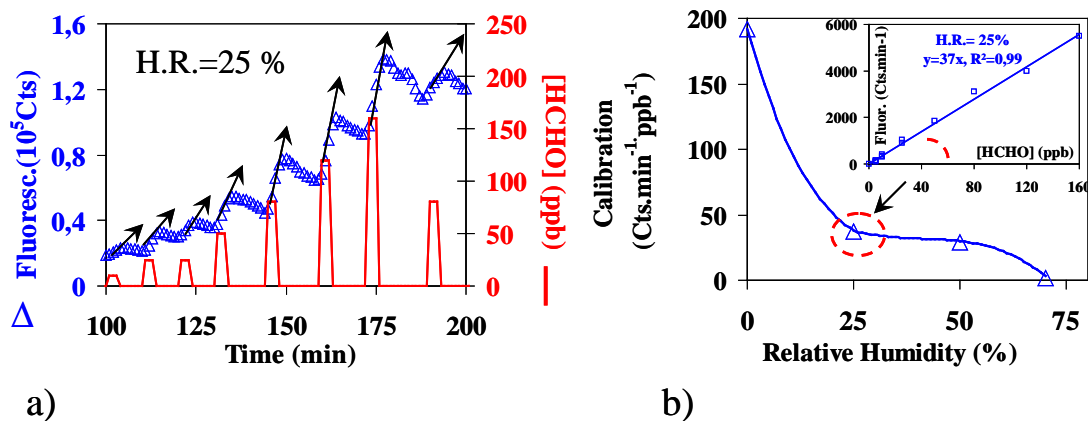 1,6
1,2
0,8
0,4
0
Δ Fluoresc.(10⁵Cts)
H.R.=25 %
250
200
150
100
50
0
[HCHO] (ppb)
100
125
150
178
200
Time (min)
a)
200
150
100
50
0
Calibration
(Cts.min⁻¹·ppb⁻¹)
6000
4000
2000
0
Fluor. (Cts.min-1)
H.R.= 25%
y=37x, R²=0,99
[HCHO] (ppb)
0
40
80
120
160
0
25
50
75
Relative Humidity (%)
b)